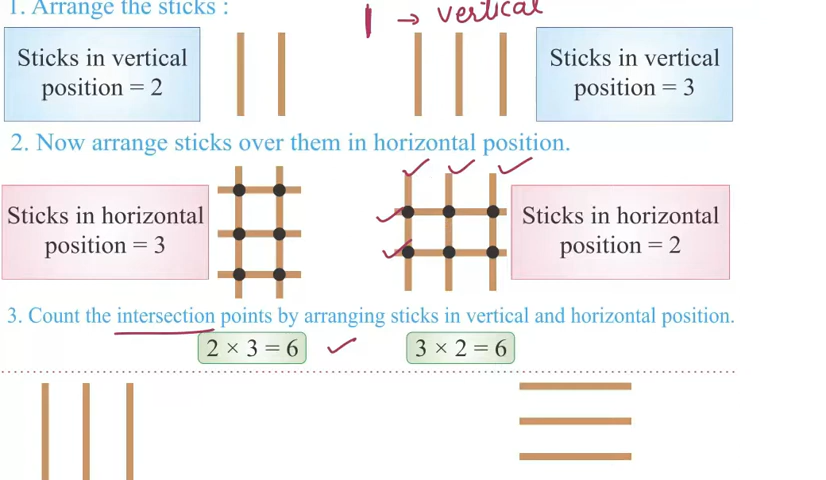 1. Arrange the sticks :
→ vertical
Sticks in vertical
position = 2
Sticks in vertical
position = 3
2. Now arrange sticks over them in horizontal position.
Sticks in horizontal
position = 3
Sticks in horizontal
position = 2
3. Count the intersection points by arranging sticks in vertical and horizontal position.
2 × 3 = 6
3 × 2 = 6